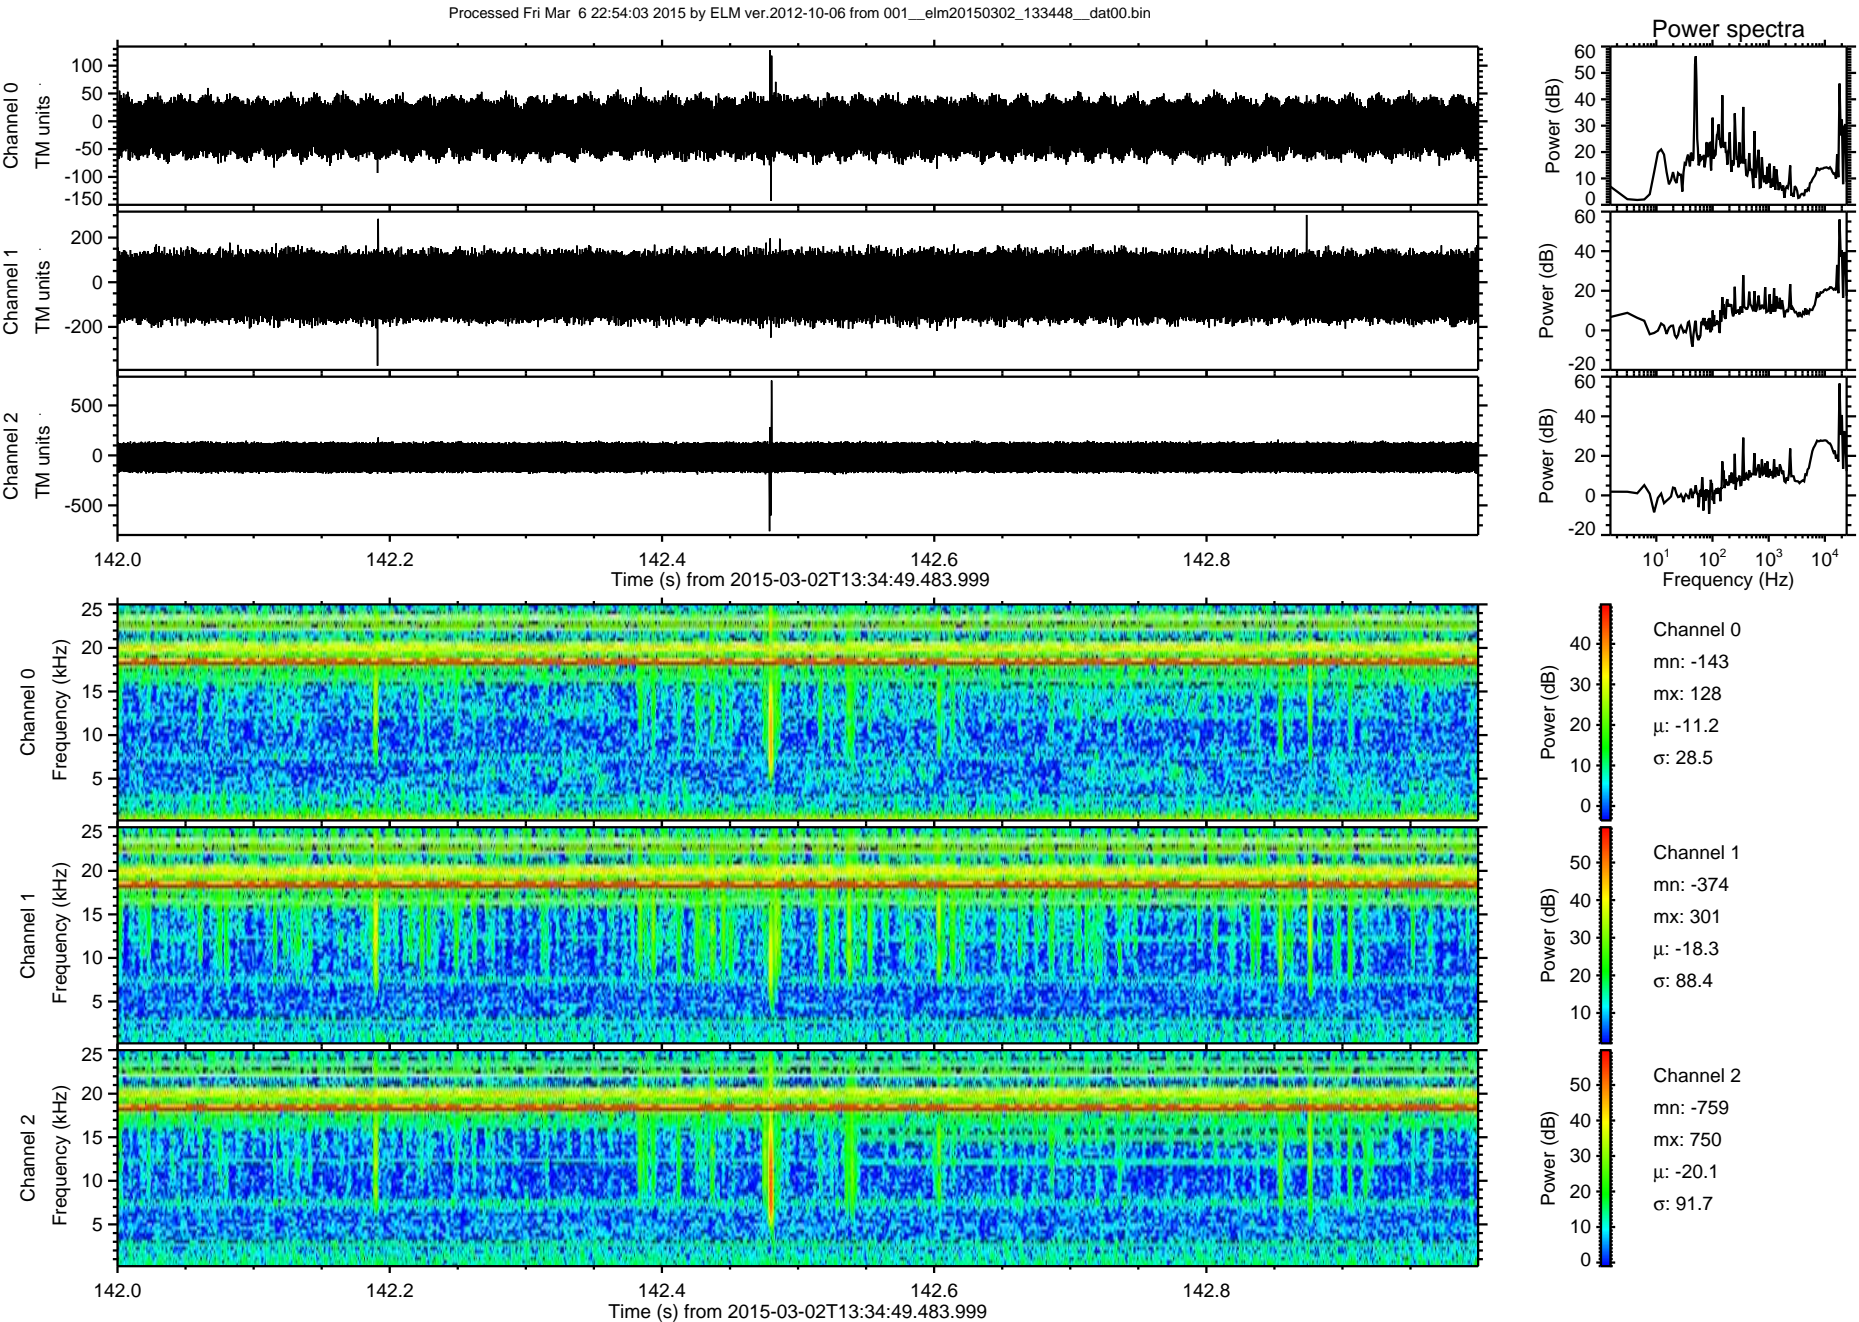 Processed Fri Mar  6 22:54:03 2015 by ELM ver.2012-10-06 from 001__elm20150302_133448__dat00.bin
Power spectra
Channel 0
TM units
100
50
0
-50
-100
-150
Power (dB)
60
50
40
30
20
10
0
Channel 1
TM units
200
0
-200
Power (dB)
60
40
20
0
-20
Channel 2
TM units
500
0
-500
Power (dB)
60
40
20
0
-20
142.0 142.2 142.4 142.6 142.8
Time (s) from 2015-03-02T13:34:49.483.999
10¹ 10² 10³ 10⁴
Frequency (Hz)
Channel 0
Frequency (kHz)
25
20
15
10
5
Power (dB)
40
30
20
10
0
Channel 0
mn: -143
mx: 128
μ: -11.2
σ: 28.5
Channel 1
Frequency (kHz)
25
20
15
10
5
Power (dB)
50
40
30
20
10
Channel 1
mn: -374
mx: 301
μ: -18.3
σ: 88.4
Channel 2
Frequency (kHz)
25
20
15
10
5
Power (dB)
50
40
30
20
10
0
Channel 2
mn: -759
mx: 750
μ: -20.1
σ: 91.7
142.0 142.2 142.4 142.6 142.8
Time (s) from 2015-03-02T13:34:49.483.999